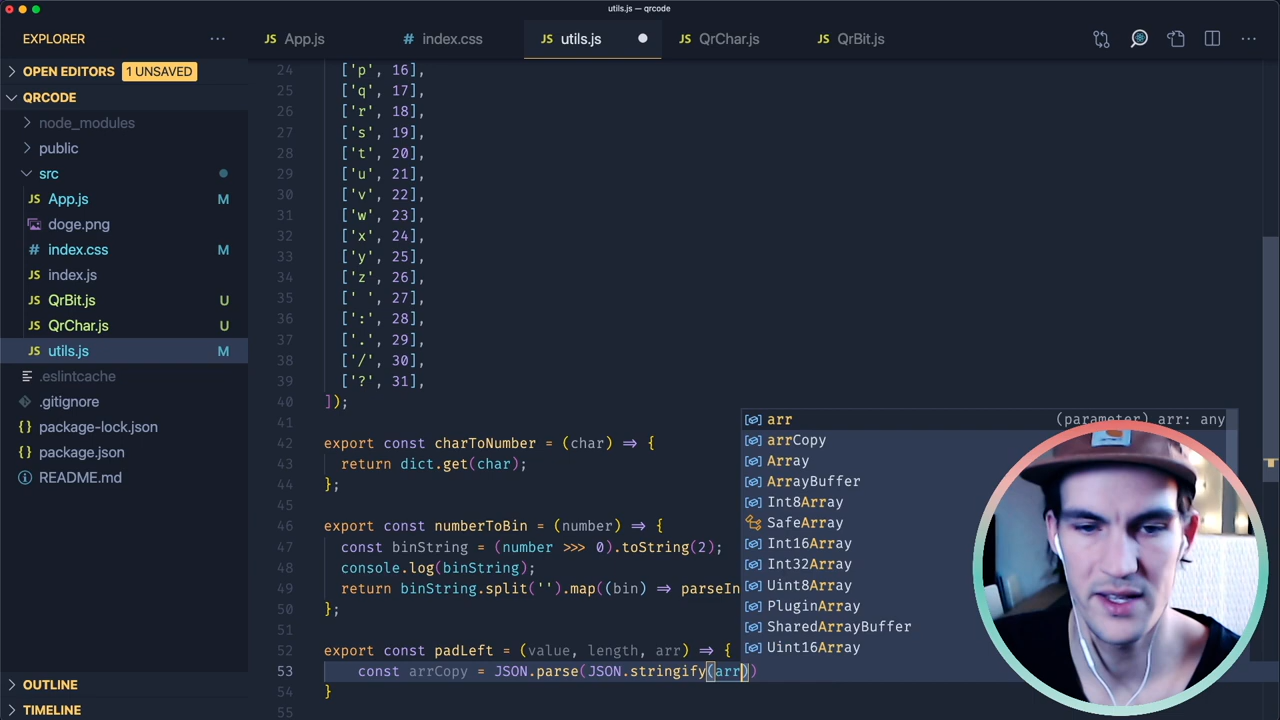 utils.js — qrcode
EXPLORER
App.js
index.css
utils.js
QrChar.js
QrBit.js
OPEN EDITORS 1 UNSAVED
QRCODE
node_modules
public
src
App.js M
doge.png
index.css M
index.js
QrBit.js U
QrChar.js U
utils.js M
.eslintcache
.gitignore
package-lock.json
package.json
README.md
OUTLINE
TIMELINE
24 ['p', 16],
25 ['q', 17],
26 ['r', 18],
27 ['s', 19],
28 ['t', 20],
29 ['u', 21],
30 ['v', 22],
31 ['w', 23],
32 ['x', 24],
33 ['y', 25],
34 ['z', 26],
35 [' ', 27],
36 [':', 28],
37 ['.', 29],
38 ['/', 30],
39 ['?', 31],
40 ]);
41
42 export const charToNumber = (char) => {
43 return dict.get(char);
44 };
45
46 export const numberToBin = (number) => {
47 const binString = (number >>> 0).toString(2);
48 console.log(binString);
49 return binString.split('').map((bin) => parseIn
50 };
51
52 export const padLeft = (value, length, arr) => {
53 const arrCopy = JSON.parse(JSON.stringify(arr))
54 }
55
arr (parameter) arr: any
arrCopy
Array
ArrayBuffer
Int8Array
SafeArray
Int16Array
Int32Array
Uint8Array
PluginArray
SharedArrayBuffer
Uint16Array